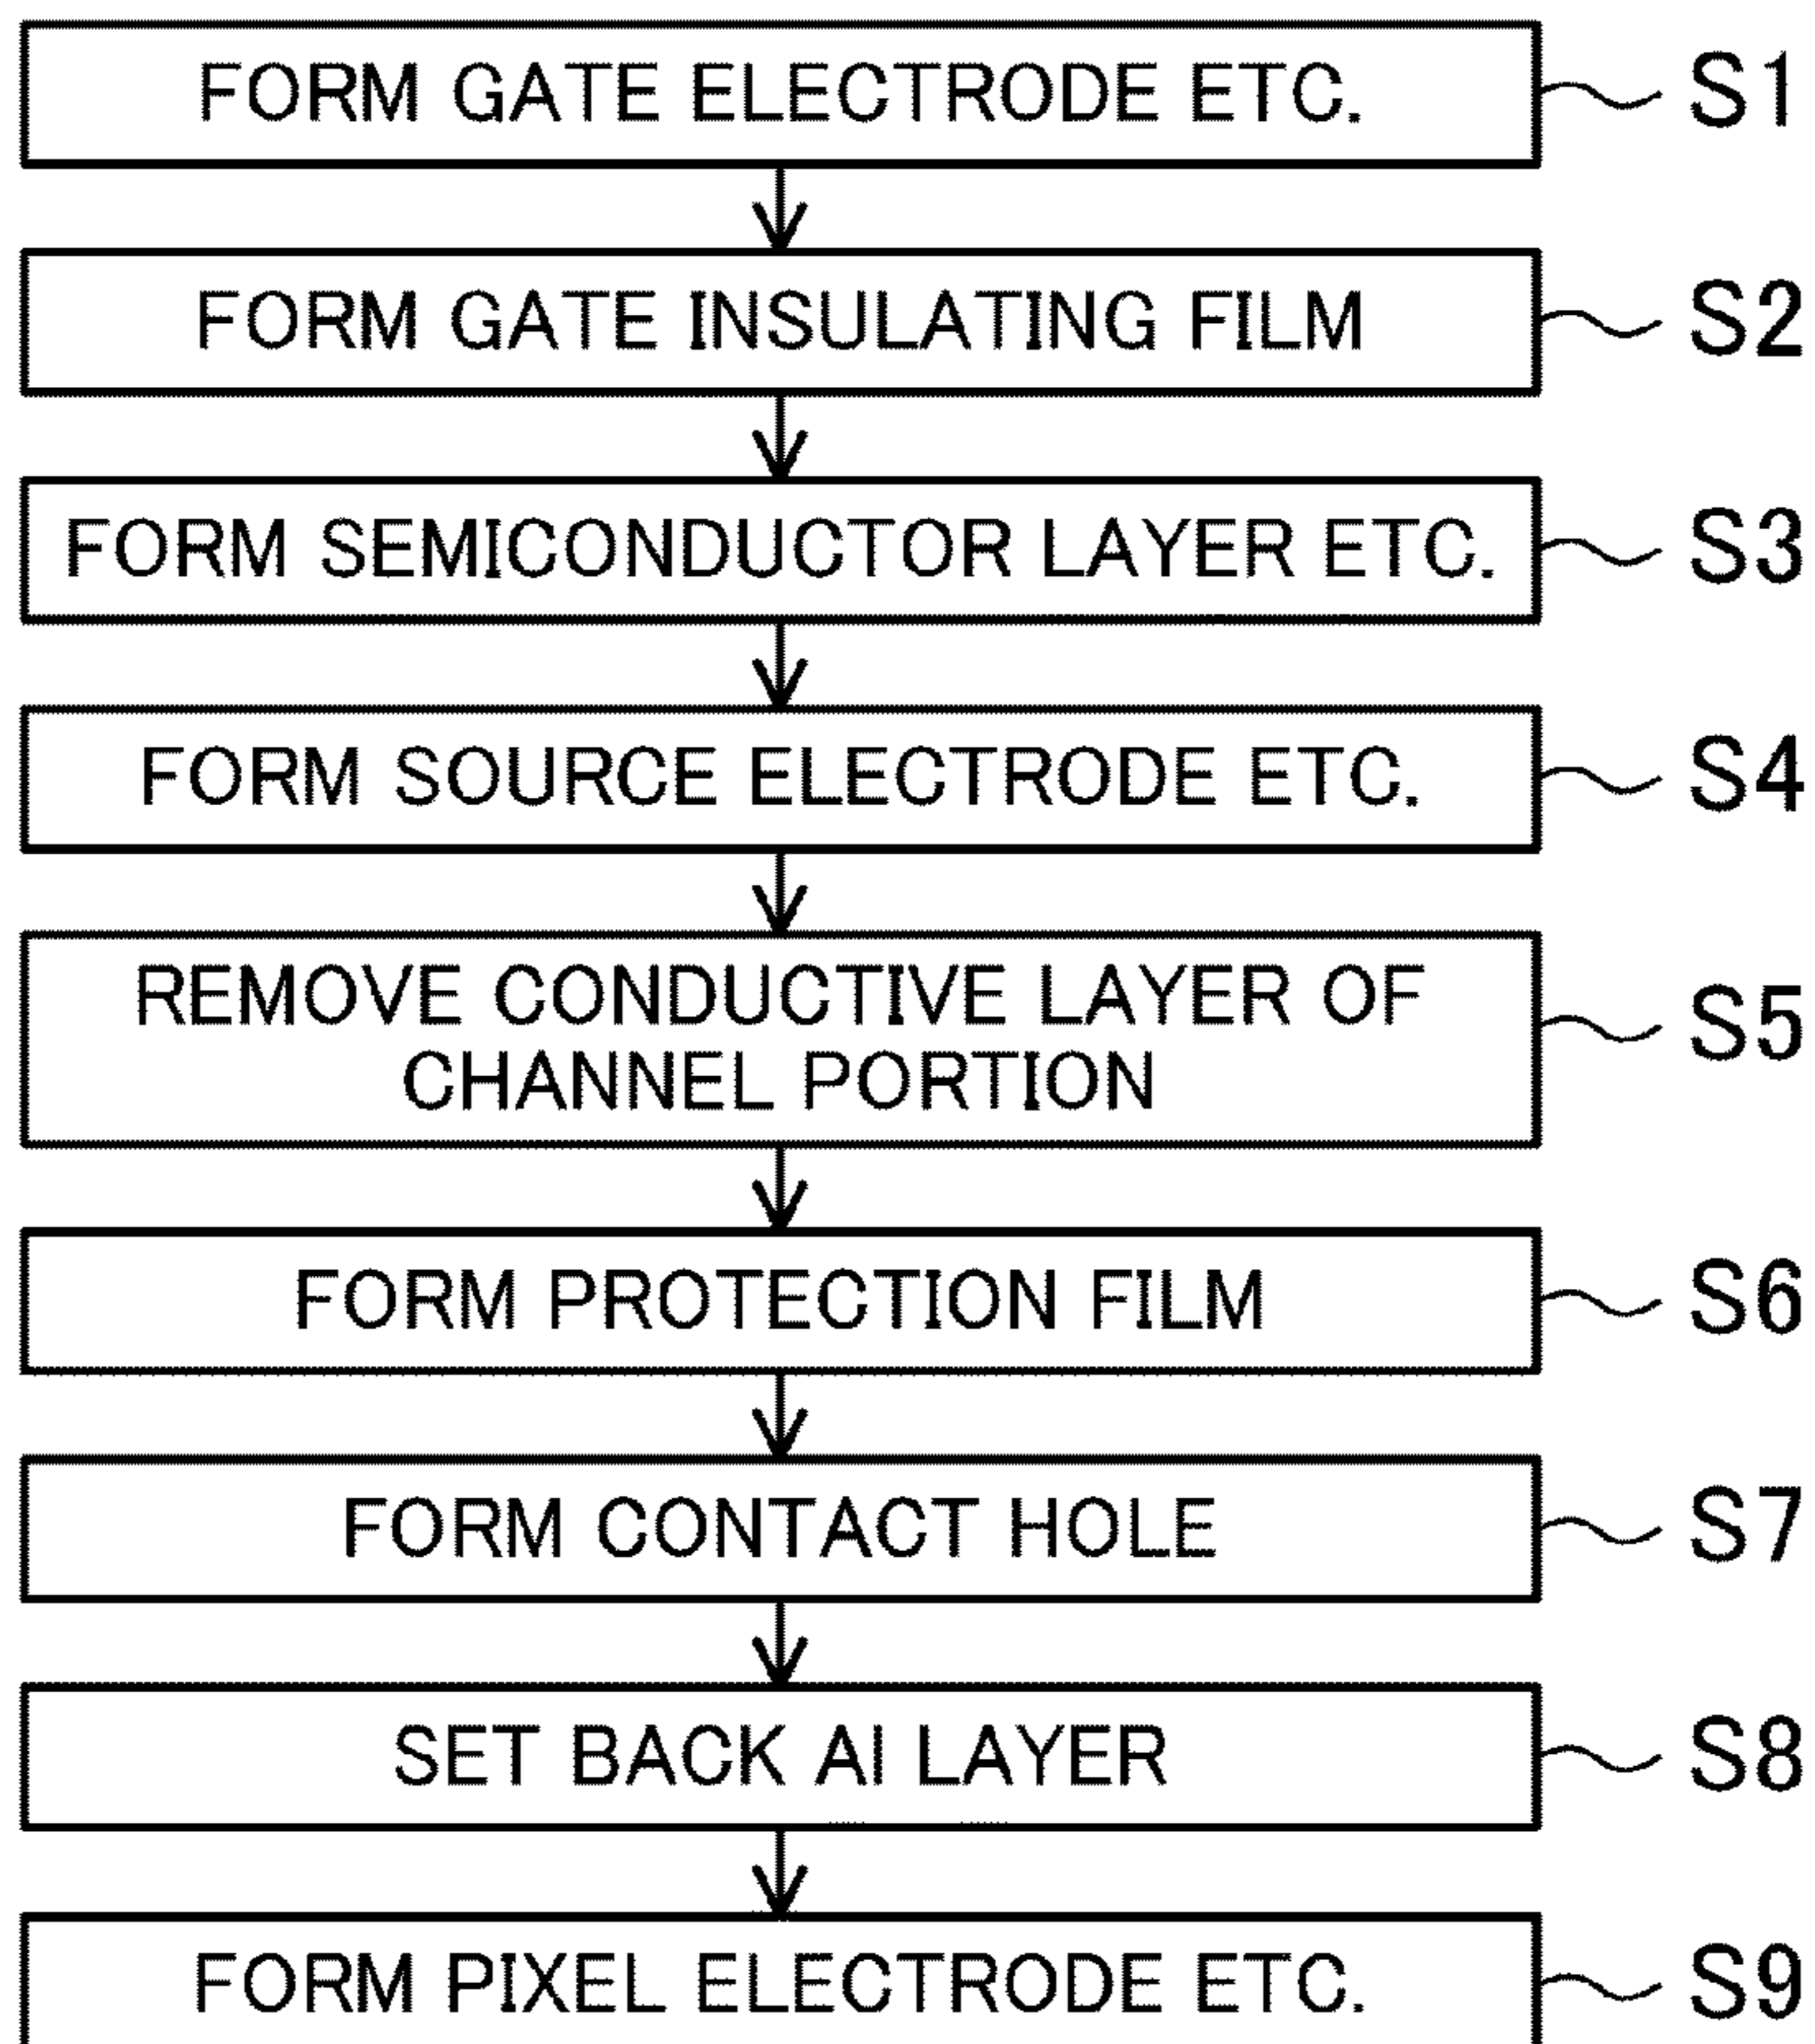 FORM GATE ELECTRODE ETC. S1
FORM GATE INSULATING FILM S2
FORM SEMICONDUCTOR LAYER ETC. S3
FORM SOURCE ELECTRODE ETC. S4
REMOVE CONDUCTIVE LAYER OF S5
CHANNEL PORTION
FORM PROTECTION FILM S6
FORM CONTACT HOLE S7
SET BACK Al LAYER S8
FORM PIXEL ELECTRODE ETC. S9